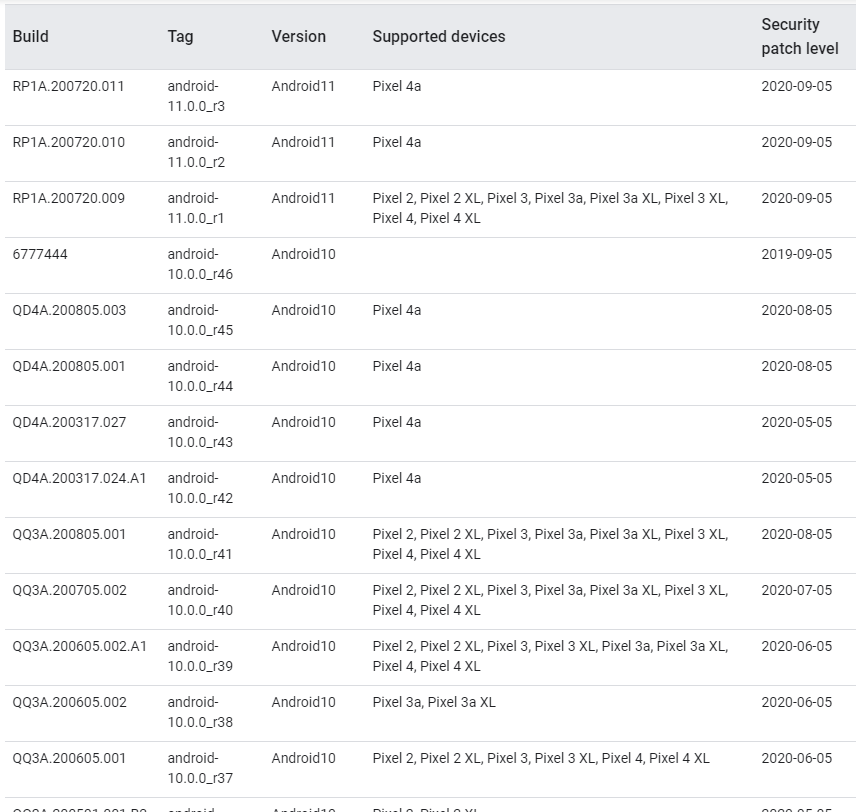 Build Tag Version Supported devices Security patch level
RP1A.200720.011 android-11.0.0_r3 Android11 Pixel 4a 2020-09-05
RP1A.200720.010 android-11.0.0_r2 Android11 Pixel 4a 2020-09-05
RP1A.200720.009 android-11.0.0_r1 Android11 Pixel 2, Pixel 2 XL, Pixel 3, Pixel 3a, Pixel 3a XL, Pixel 3 XL, Pixel 4, Pixel 4 XL 2020-09-05
6777444 android-10.0.0_r46 Android10 2019-09-05
QD4A.200805.003 android-10.0.0_r45 Android10 Pixel 4a 2020-08-05
QD4A.200805.001 android-10.0.0_r44 Android10 Pixel 4a 2020-08-05
QD4A.200317.027 android-10.0.0_r43 Android10 Pixel 4a 2020-05-05
QD4A.200317.024.A1 android-10.0.0_r42 Android10 Pixel 4a 2020-05-05
QQ3A.200805.001 android-10.0.0_r41 Android10 Pixel 2, Pixel 2 XL, Pixel 3, Pixel 3a, Pixel 3a XL, Pixel 3 XL, Pixel 4, Pixel 4 XL 2020-08-05
QQ3A.200705.002 android-10.0.0_r40 Android10 Pixel 2, Pixel 2 XL, Pixel 3, Pixel 3a, Pixel 3a XL, Pixel 3 XL, Pixel 4, Pixel 4 XL 2020-07-05
QQ3A.200605.002.A1 android-10.0.0_r39 Android10 Pixel 2, Pixel 2 XL, Pixel 3, Pixel 3 XL, Pixel 3a, Pixel 3a XL, Pixel 4, Pixel 4 XL 2020-06-05
QQ3A.200605.002 android-10.0.0_r38 Android10 Pixel 3a, Pixel 3a XL 2020-06-05
QQ3A.200605.001 android-10.0.0_r37 Android10 Pixel 2, Pixel 2 XL, Pixel 3, Pixel 3 XL, Pixel 4, Pixel 4 XL 2020-06-05